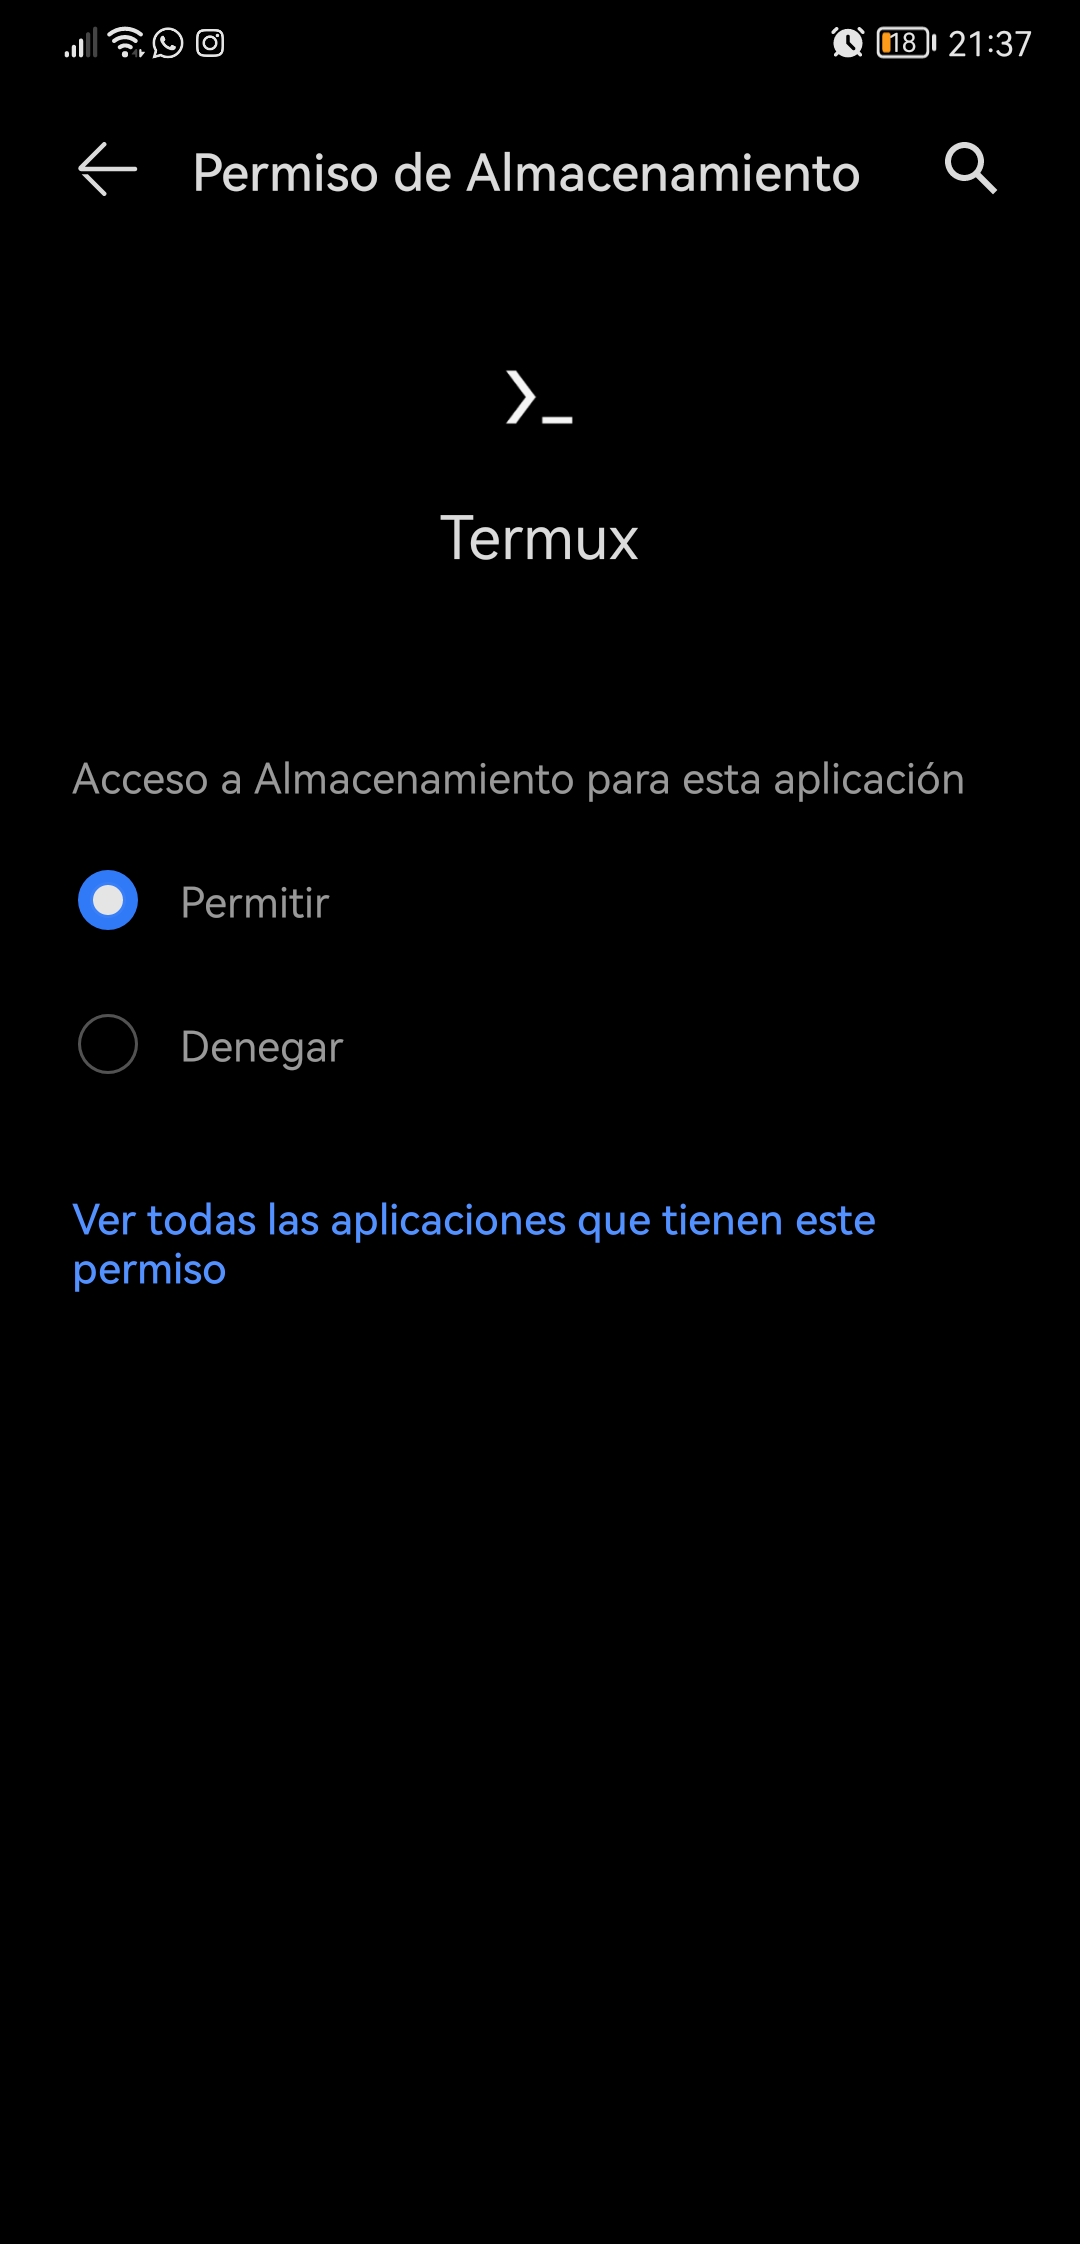 18 21:37
Permiso de Almacenamiento
Termux
Acceso a Almacenamiento para esta aplicación
Permitir
Denegar
Ver todas las aplicaciones que tienen este
permiso